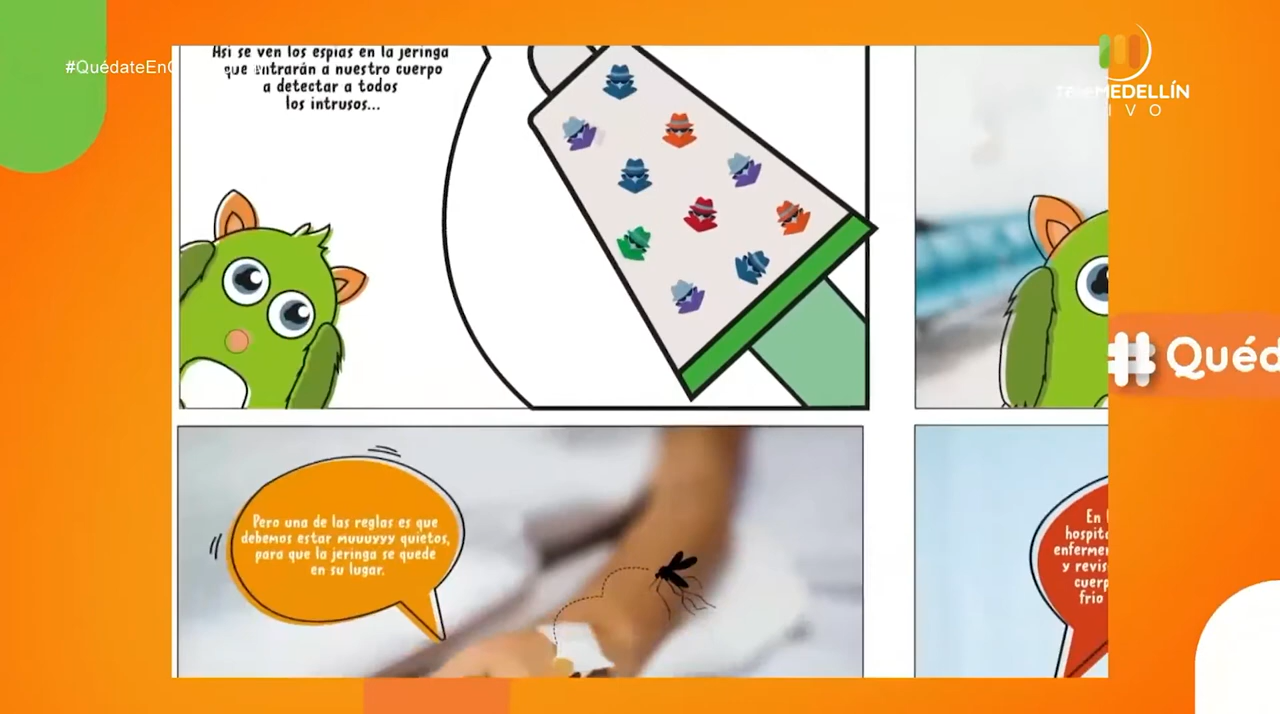 Así se ven los espías en la jeringa
que entrarán a nuestro cuerpo
a detectar a todos
los intrusos...
#QuédateEnC
TELEMEDELLÍN
VIVO
# Quéd
Pero una de las reglas es que
debemos estar muuuyyy quietos,
para que la jeringa se quede
en su lugar.
En l
hospita
enfermer
y revis
cuerp
frío